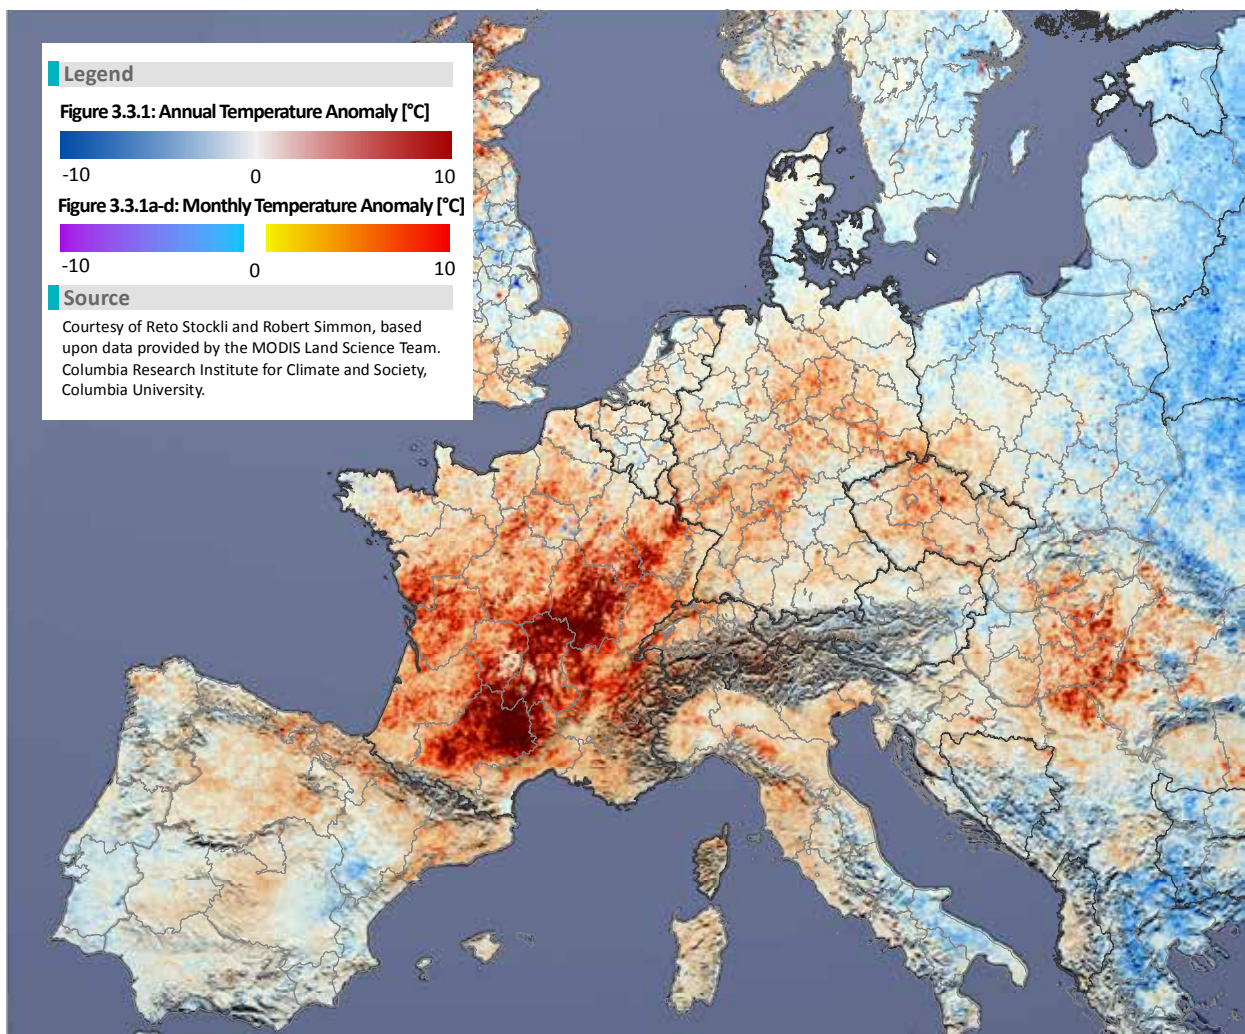 Legend
Figure 3.3.1: Annual Temperature Anomaly [°C]
-10 0 10
Figure 3.3.1a-d: Monthly Temperature Anomaly [°C]
-10 0 10
Source
Courtesy of Reto Stockli and Robert Simmon, based
upon data provided by the MODIS Land Science Team.
Columbia Research Institute for Climate and Society,
Columbia University.